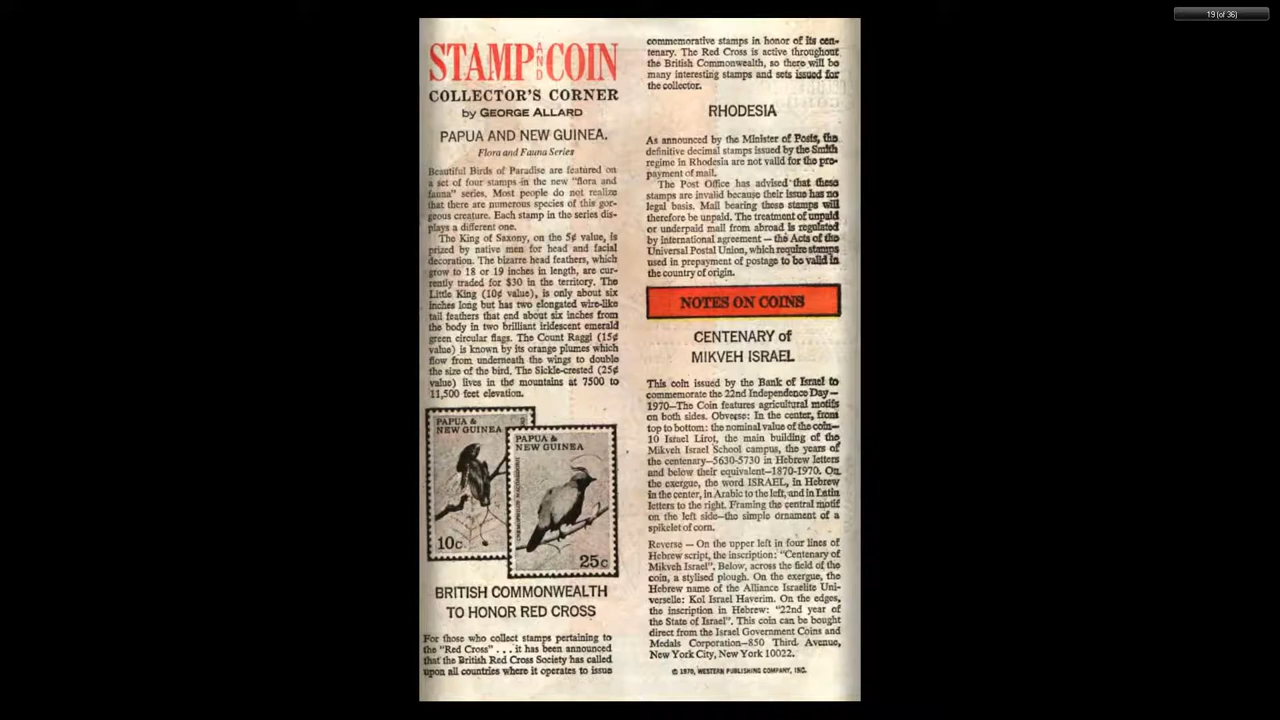 19 (of 36)
STAMP AND COIN
COLLECTOR'S CORNER
by GEORGE ALLARD
PAPUA AND NEW GUINEA.
Flora and Fauna Series
Beautiful Birds of Paradise are featured on
a set of four stamps in the new "flora and
fauna" series. Most people do not realize
that there are numerous species of this gor-
geous creature. Each stamp in the series dis-
plays a different one.
The King of Saxony, on the 5¢ value, is
prized by native men for head and facial
decoration. The bizarre head feathers, which
grow to 18 or 19 inches in length, are cur-
rently traded for $30 in the territory. The
Little King (10¢ value), is only about six
inches long but has two elongated wire-like
tail feathers that end about six inches from
the body in two brilliant iridescent emerald
green circular flags. The Count Raggi (15¢
value) is known by its orange plumes which
flow from underneath the wings to double
the size of the bird. The Sickle-crested (25¢
value) lives in the mountains at 7500 to
11,500 feet elevation.
PAPUA &
NEW GUINEA
10c
PAPUA &
NEW GUINEA
25c
BRITISH COMMONWEALTH
TO HONOR RED CROSS
For those who collect stamps pertaining to
the "Red Cross" . . . it has been announced
that the British Red Cross Society has called
upon all countries where it operates to issue
commemorative stamps in honor of its cen-
tenary. The Red Cross is active throughout
the British Commonwealth, so there will be
many interesting stamps and sets issued for
the collector.
RHODESIA
As announced by the Minister of Posts, the
definitive decimal stamps issued by the Smith
regime in Rhodesia are not valid for the pre-
payment of mail.
The Post Office has advised that these
stamps are invalid because their issue has no
legal basis. Mail bearing these stamps will
therefore be unpaid. The treatment of unpaid
or underpaid mail from abroad is regulated
by international agreement — the Acts of the
Universal Postal Union, which require stamps
used in prepayment of postage to be valid in
the country of origin.
NOTES ON COINS
CENTENARY of
MIKVEH ISRAEL
This coin issued by the Bank of Israel to
commemorate the 22nd Independence Day—
1970—The Coin features agricultural motifs
on both sides. Obverse: In the center, from
top to bottom: the nominal value of the coin—
10 Israel Lirot, the main building of the
Mikveh Israel School campus, the years of
the centenary—5630-5730 in Hebrew letters
and below their equivalent—1870-1970. On
the exergue, the word ISRAEL, in Hebrew
in the center, in Arabic to the left, and in Latin
letters to the right. Framing the central motif
on the left side—the simple ornament of a
spikelet of corn.
Reverse — On the upper left in four lines of
Hebrew script, the inscription: "Centenary of
Mikveh Israel". Below, across the field of the
coin, a stylised plough. On the exergue, the
Hebrew name of the Alliance Israelite Uni-
verselle: Kol Israel Haverim. On the edges,
the inscription in Hebrew: "22nd year of
the State of Israel". This coin can be bought
direct from the Israel Government Coins and
Medals Corporation—850 Third Avenue,
New York City, New York 10022.
© 1970, WESTERN PUBLISHING COMPANY, INC.